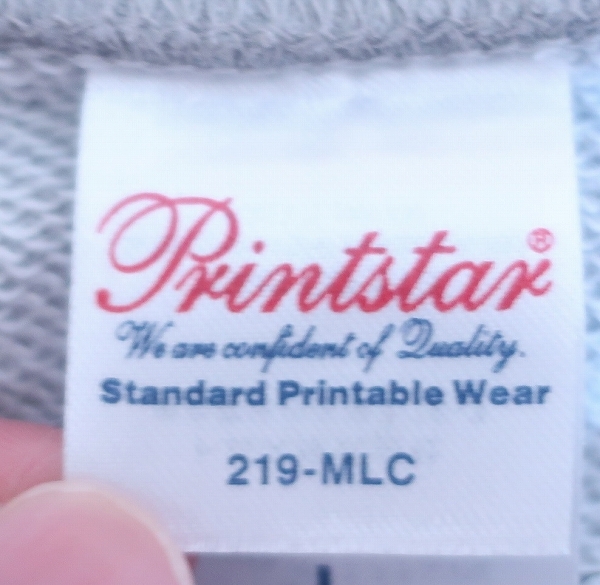 Printstar®
We are confident of Quality.
Standard Printable Wear
219-MLC